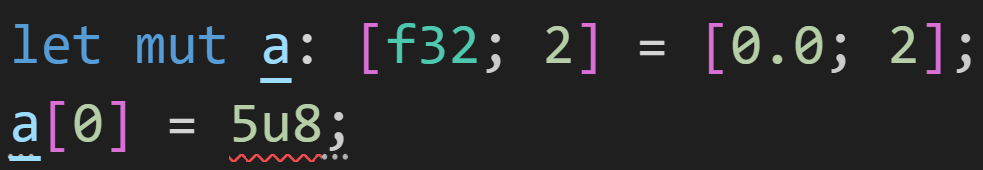 let mut a: [f32; 2] = [0.0; 2];
a[0] = 5u8;